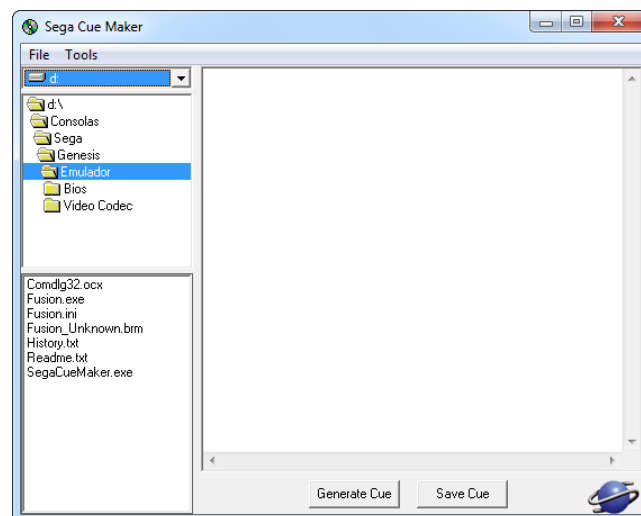 Sega Cue Maker
File Tools
d:
d:\
Consolas
Sega
Genesis
Emulador
Bios
Video Codec
Comdlg32.ocx
Fusion.exe
Fusion.ini
Fusion_Unknown.brm
History.txt
Readme.txt
SegaCueMaker.exe
Generate Cue Save Cue